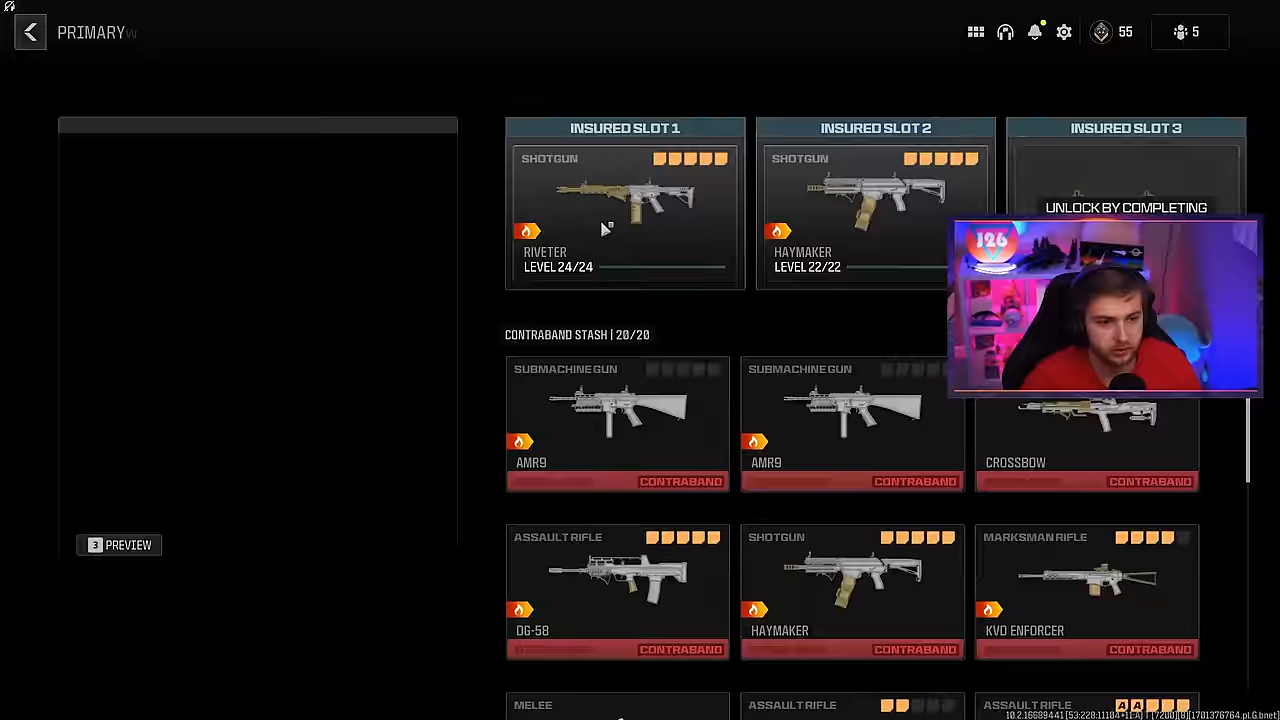 PRIMARY
55
5
INSURED SLOT 1
INSURED SLOT 2
INSURED SLOT 3
SHOTGUN
SHOTGUN
UNLOCK BY COMPLETING
RIVETER
HAYMAKER
LEVEL 24/24
LEVEL 22/22
J26
CONTRABAND STASH | 20/20
SUBMACHINE GUN
SUBMACHINE GUN
AMR9
AMR9
CROSSBOW
CONTRABAND
CONTRABAND
CONTRABAND
ASSAULT RIFLE
SHOTGUN
MARKSMAN RIFLE
3 PREVIEW
DG-58
HAYMAKER
KVD ENFORCER
CONTRABAND
CONTRABAND
CONTRABAND
MELEE
ASSAULT RIFLE
ASSAULT RIFLE